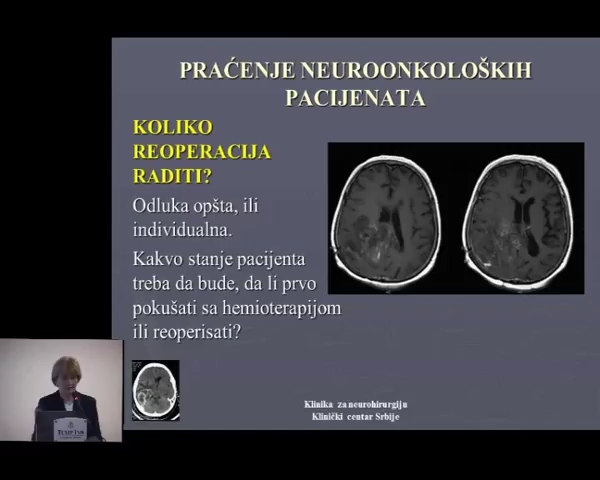 PRAĆENJE NEUROONKOLOŠKIH
PACIJENATA
KOLIKO
REOPERACIJA
RADITI?
Odluka opšta, ili
individualna.
Kakvo stanje pacijenta
treba da bude, da li prvo
pokušati sa hemioterapijom
ili reoperisati?
Klinika za neurohirurgiju
Klinički centar Srbije